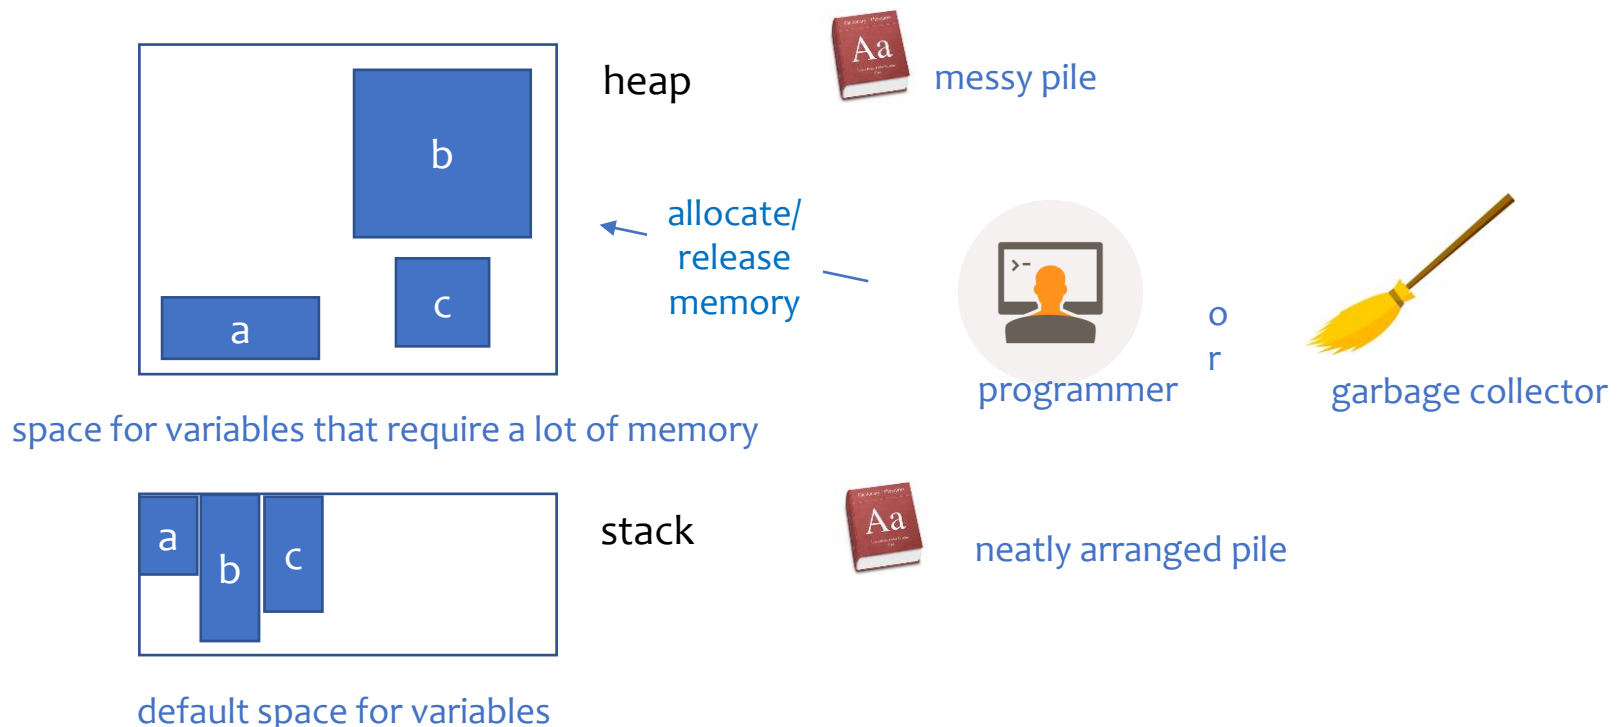 heap
Aa
messy pile
b
allocate/
release
memory
c
a
>-
o
r
programmer
garbage collector
space for variables that require a lot of memory
a
b
c
stack
Aa
neatly arranged pile
default space for variables